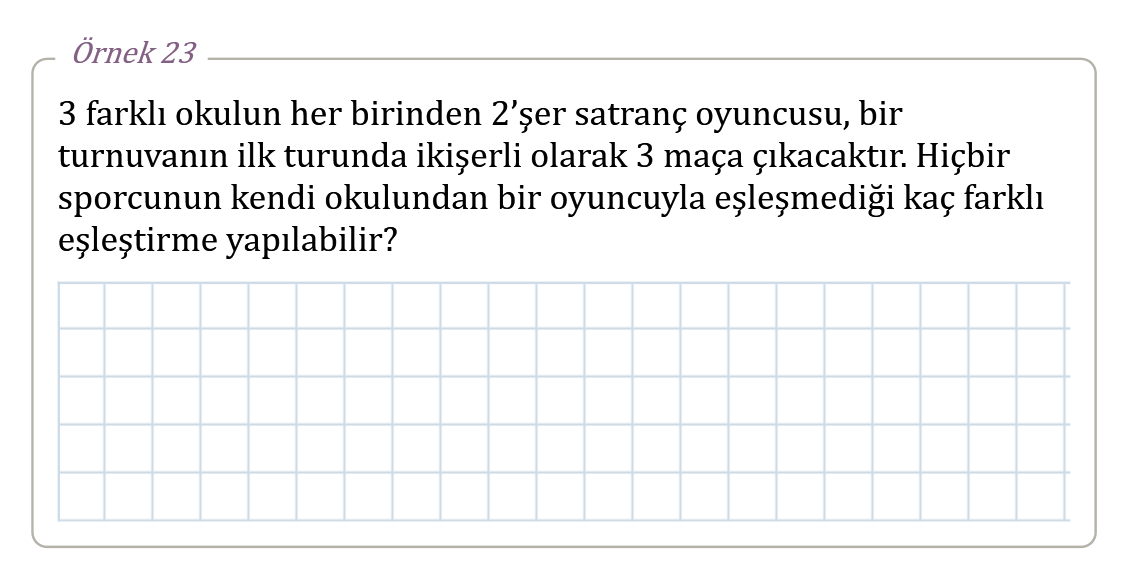 Örnek 23
3 farklı okulun her birinden 2’şer satranç oyuncusu, bir
turnuvanın ilk turunda ikişerli olarak 3 maça çıkacaktır. Hiçbir
sporcunun kendi okulundan bir oyuncuyla eşleşmediği kaç farklı
eşleştirme yapılabilir?